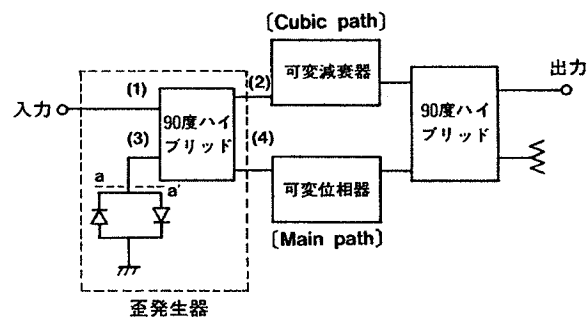 [Cubic path]
(2)
可変減衰器
出力
(1)
入力
90度ハイ
ブリッド
90度ハイ
ブリッド
(3)
(4)
a
a'
可変位相器
[Main path]
歪発生器